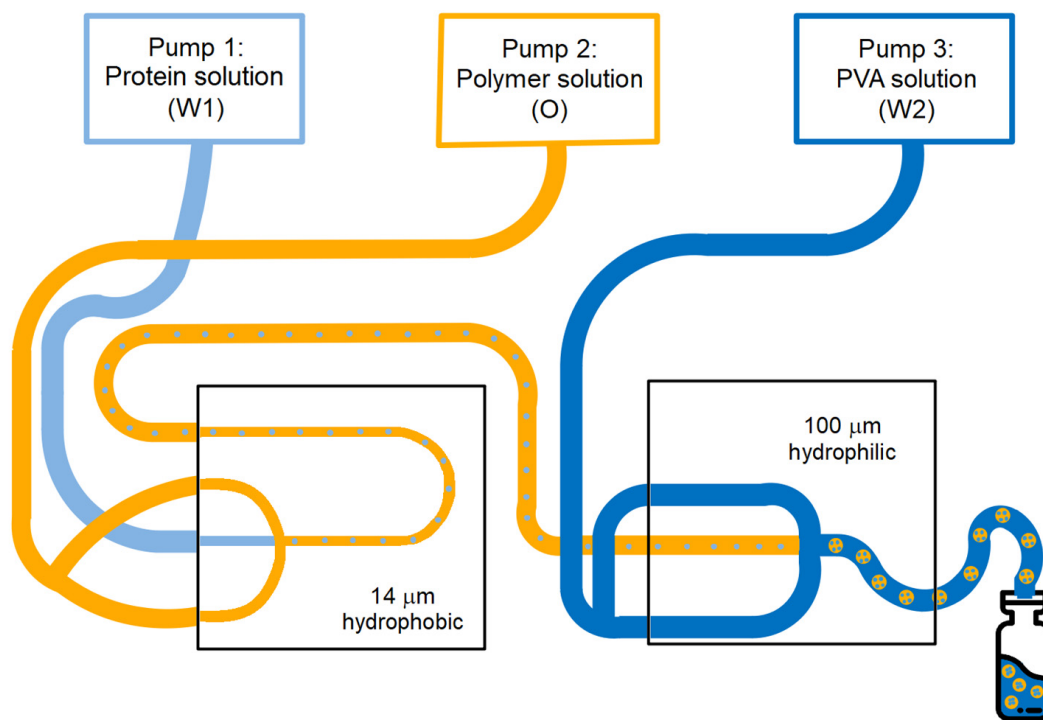 Pump 1:
Protein solution
(W1)
Pump 2:
Polymer solution
(O)
Pump 3:
PVA solution
(W2)
100 μm
hydrophilic
14 μm
hydrophobic